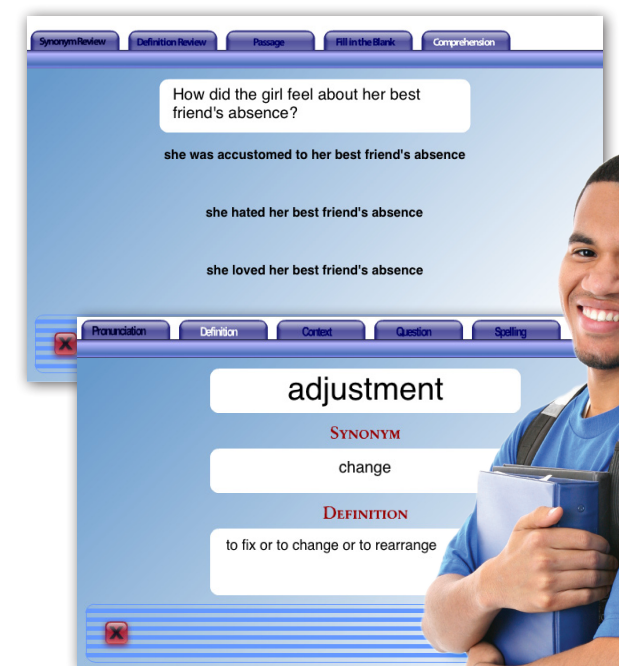 Synonym Review
Definition Review
Passage
Fill in the Blank
Comprehension
How did the girl feel about her best
friend's absence?
she was accustomed to her best friend's absence
she hated her best friend's absence
she loved her best friend's absence
X
Pronunciation
Definition
Context
Question
Spelling
adjustment
Synonym
change
Definition
to fix or to change or to rearrange
X